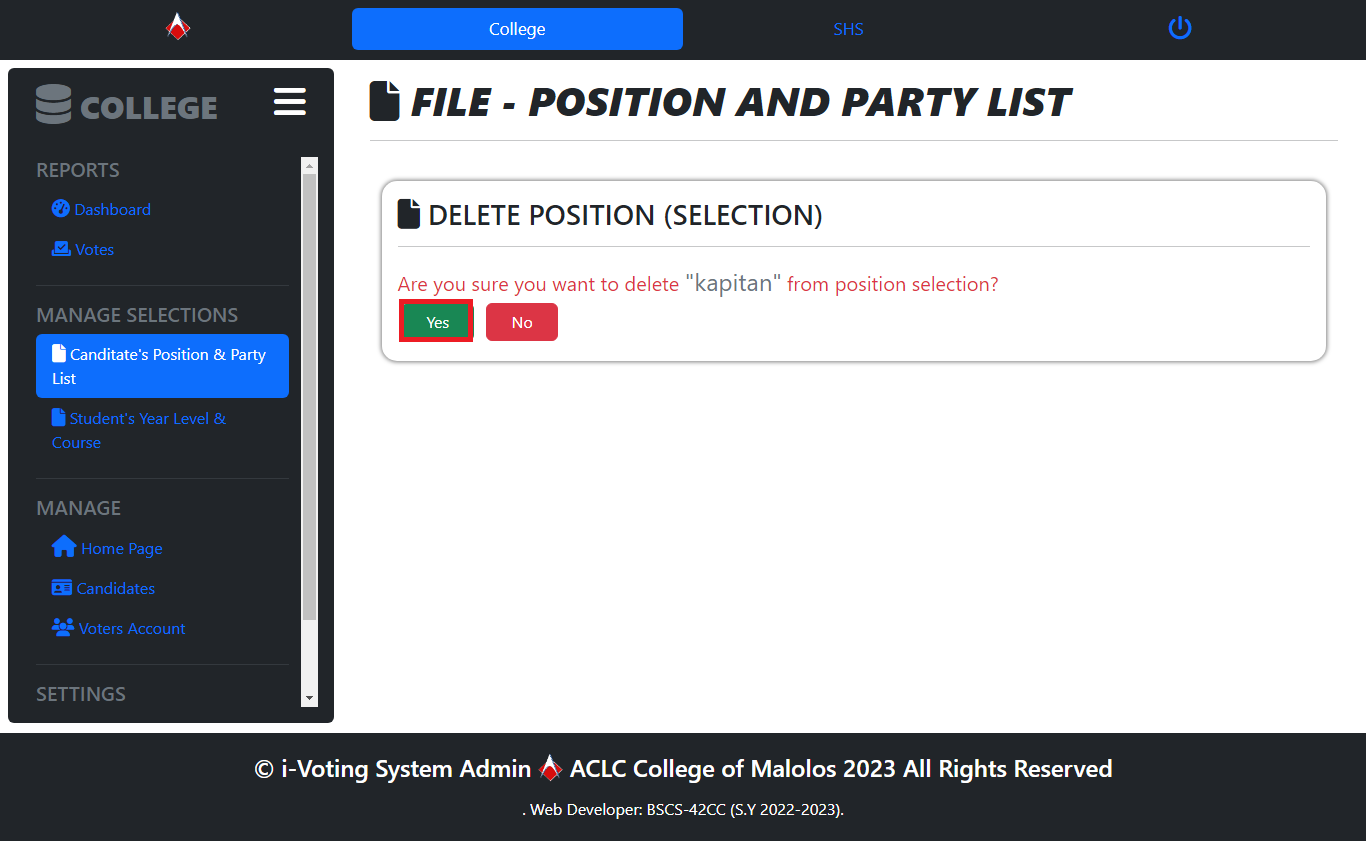 College
SHS
COLLEGE
REPORTS
Dashboard
Votes
MANAGE SELECTIONS
Canditate's Position & Party
List
Student's Year Level &
Course
MANAGE
Home Page
Candidates
Voters Account
SETTINGS
FILE - POSITION AND PARTY LIST
DELETE POSITION (SELECTION)
Are you sure you want to delete "kapitan" from position selection?
Yes No
© i-Voting System Admin ACLC College of Malolos 2023 All Rights Reserved
. Web Developer: BSCS-42CC (S.Y 2022-2023).